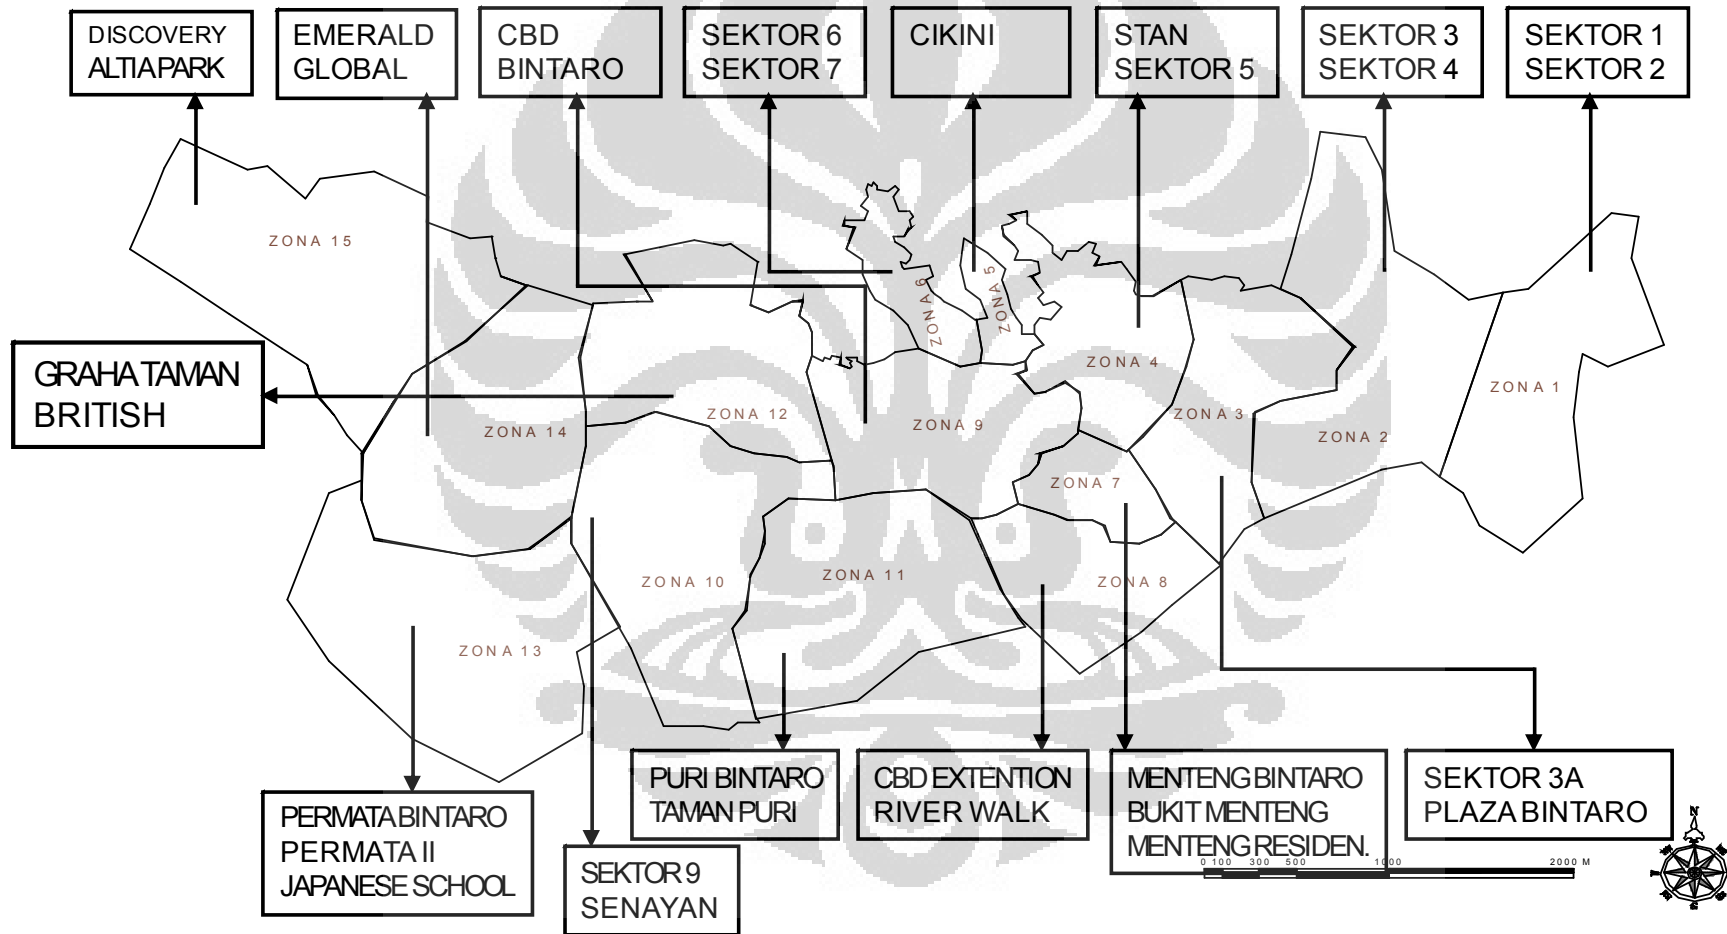 DISCOVERY
ALTIA PARK
EMERALD
GLOBAL
CBD
BINTARO
SEKTOR 6
SEKTOR 7
CIKINI
STAN
SEKTOR 5
SEKTOR 3
SEKTOR 4
SEKTOR 1
SEKTOR 2
ZONA 15
ZONA 6
ZONA 5
GRAHA TAMAN
BRITISH
ZONA 14
ZONA 12
ZONA 9
ZONA 4
ZONA 3
ZONA 2
ZONA 1
ZONA 7
ZONA 10
ZONA 11
ZONA 8
ZONA 13
PERMATA BINTARO
PERMATA II
JAPANESE SCHOOL
SEKTOR 9
SENAYAN
PURI BINTARO
TAMAN PURI
CBD EXTENTION
RIVER WALK
MENTENG BINTARO
BUKIT MENTENG
MENTENG RESIDEN.
SEKTOR 3A
PLAZA BINTARO
0 100 300 500 1000 2000 M
N